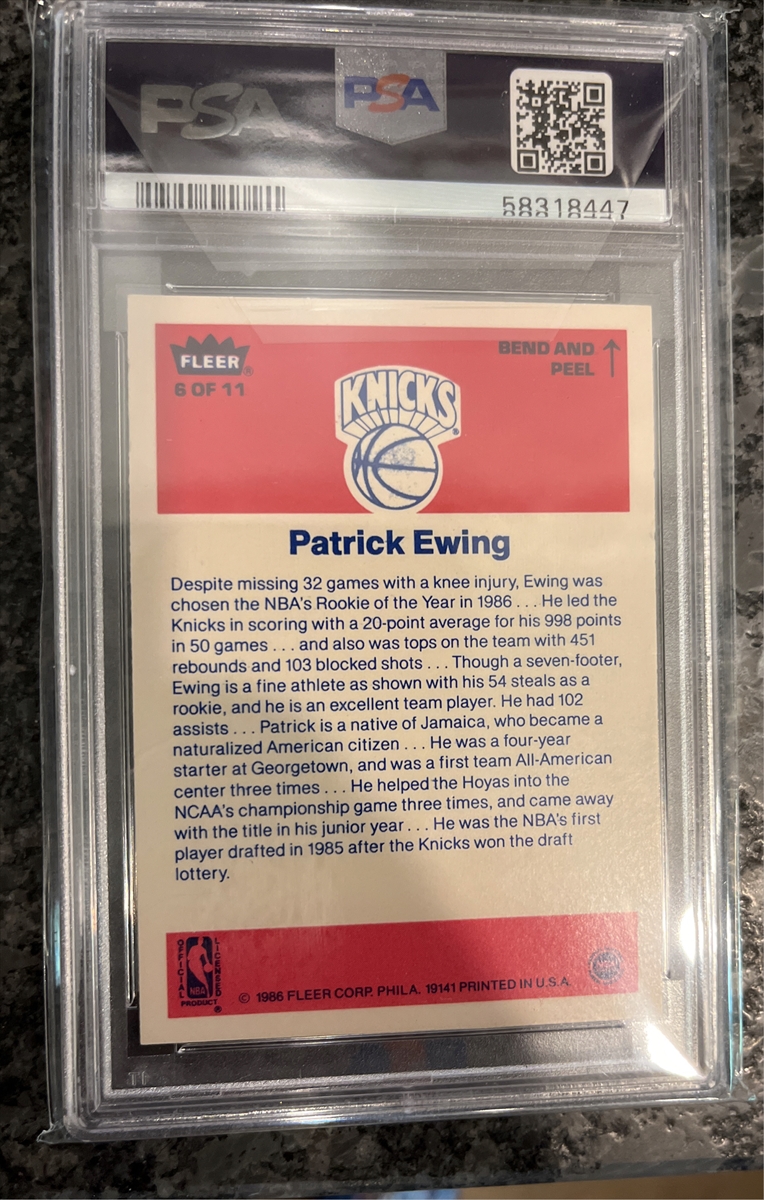 PSA PSA
58318447
FLEER®
6 OF 11
BEND AND
PEEL
KNICKS®
Patrick Ewing
Despite missing 32 games with a knee injury, Ewing was
chosen the NBA's Rookie of the Year in 1986 . . . He led the
Knicks in scoring with a 20-point average for his 998 points
in 50 games . . . and also was tops on the team with 451
rebounds and 103 blocked shots . . . Though a seven-footer,
Ewing is a fine athlete as shown with his 54 steals as a
rookie, and he is an excellent team player. He had 102
assists . . . Patrick is a native of Jamaica, who became a
naturalized American citizen . . . He was a four-year
starter at Georgetown, and was a first team All-American
center three times . . . He helped the Hoyas into the
NCAA's championship game three times, and came away
with the title in his junior year . . . He was the NBA's first
player drafted in 1985 after the Knicks won the draft
lottery.
OFFICIAL NBA LICENSED
PRODUCT®
© 1986 FLEER CORP. PHILA. 19141 PRINTED IN U.S.A.